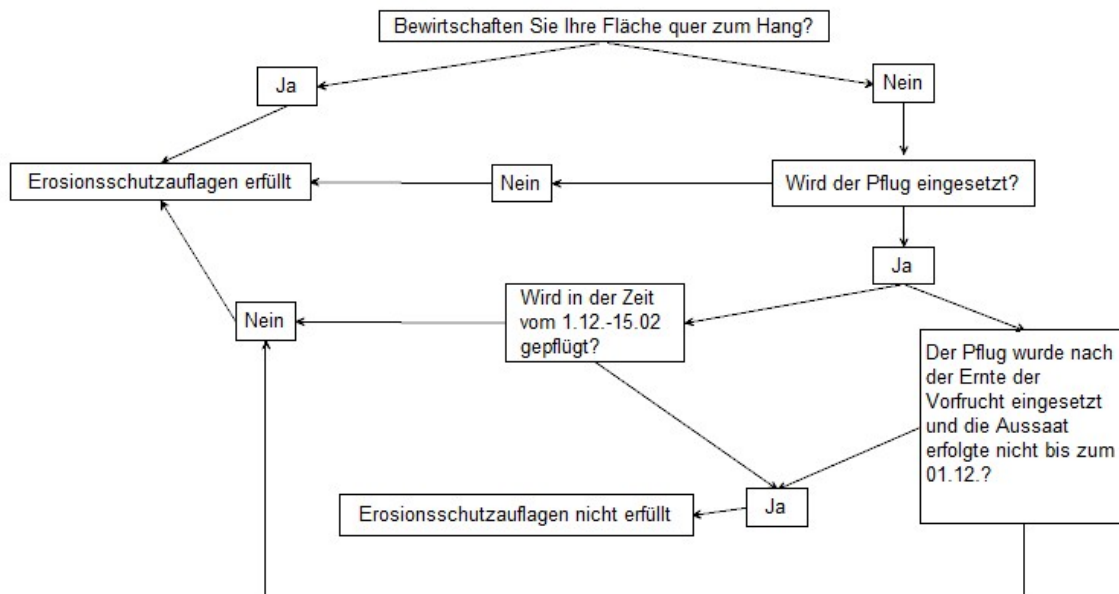 Bewirtschaften Sie Ihre Fläche quer zum Hang?
Ja
Nein
Erosionsschutzauflagen erfüllt
Nein
Wird der Pflug eingesetzt?
Ja
Nein
Wird in der Zeit
vom 1.12.-15.02
gepflügt?
Der Pflug wurde nach
der Ernte der
Vorfrucht eingesetzt
und die Aussaat
erfolgte nicht bis zum
01.12.?
Erosionsschutzauflagen nicht erfüllt
Ja